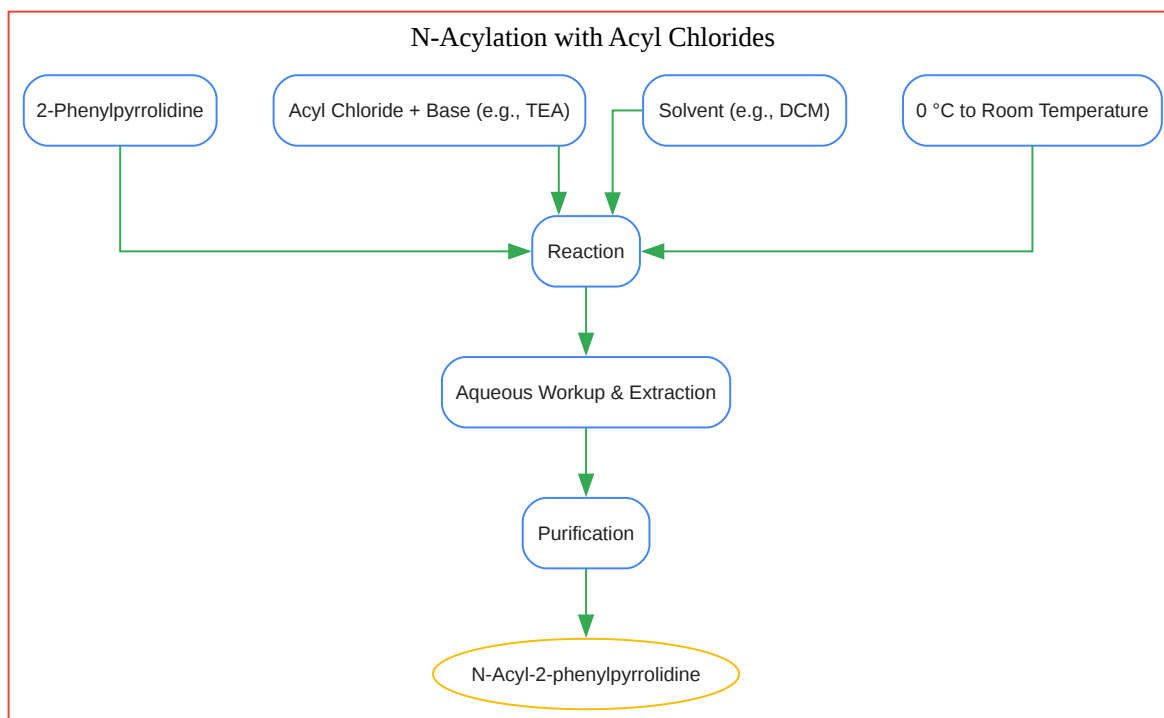 N-Acylation with Acyl Chlorides
2-Phenylpyrrolidine
Acyl Chloride + Base (e.g., TEA)
Solvent (e.g., DCM)
0 °C to Room Temperature
Reaction
Aqueous Workup & Extraction
Purification
N-Acyl-2-phenylpyrrolidine